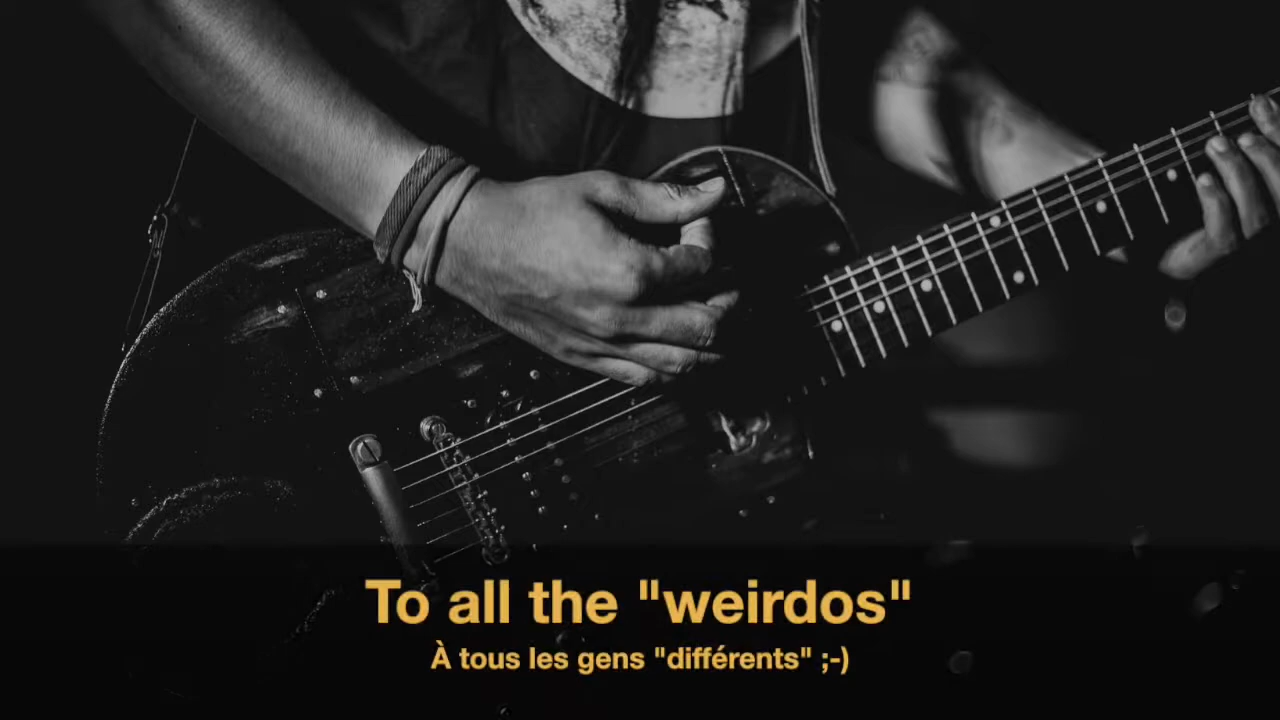 To all the "weirdos"
À tous les gens "différents" ;-)